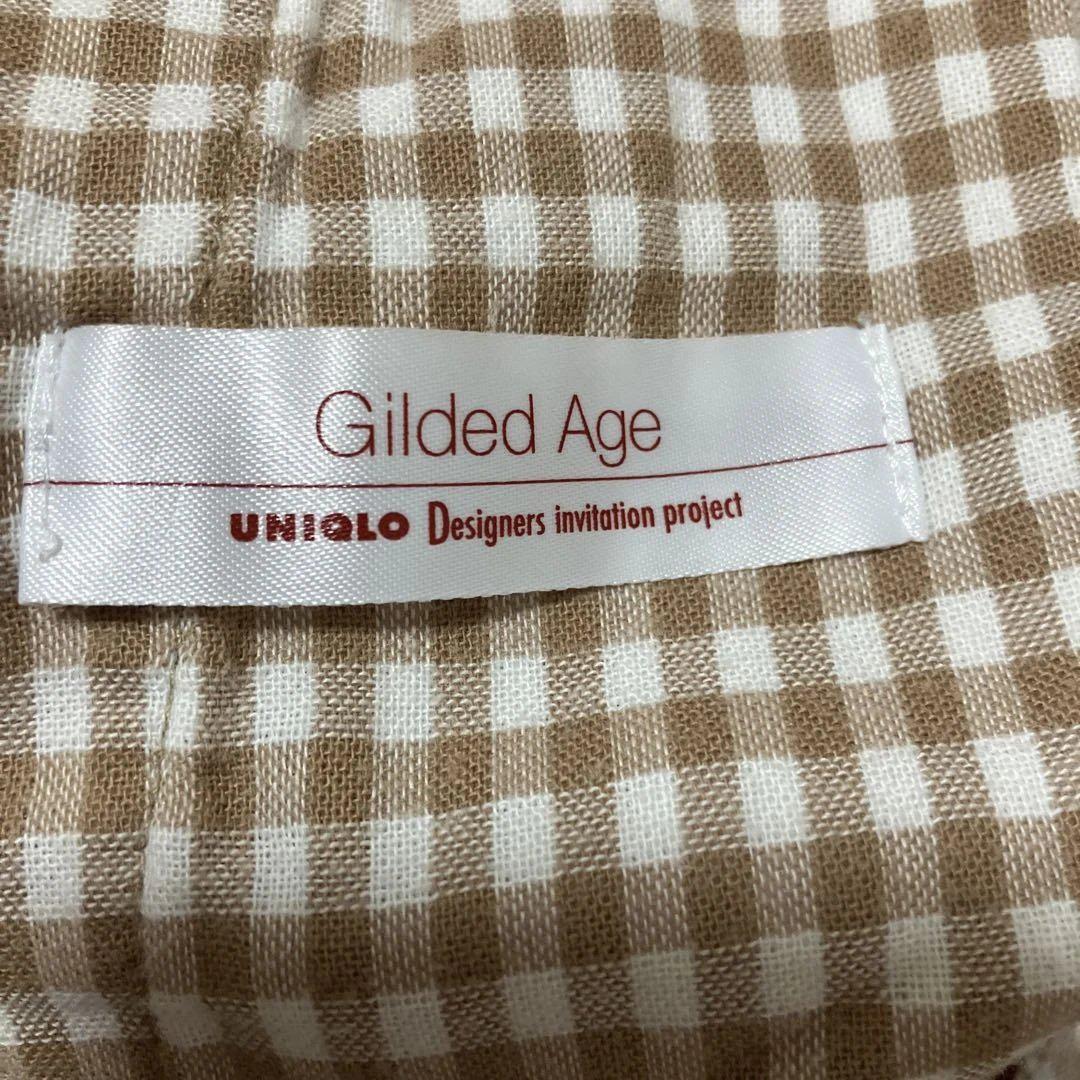 Gilded Age
UNIQLO Designers invitation project